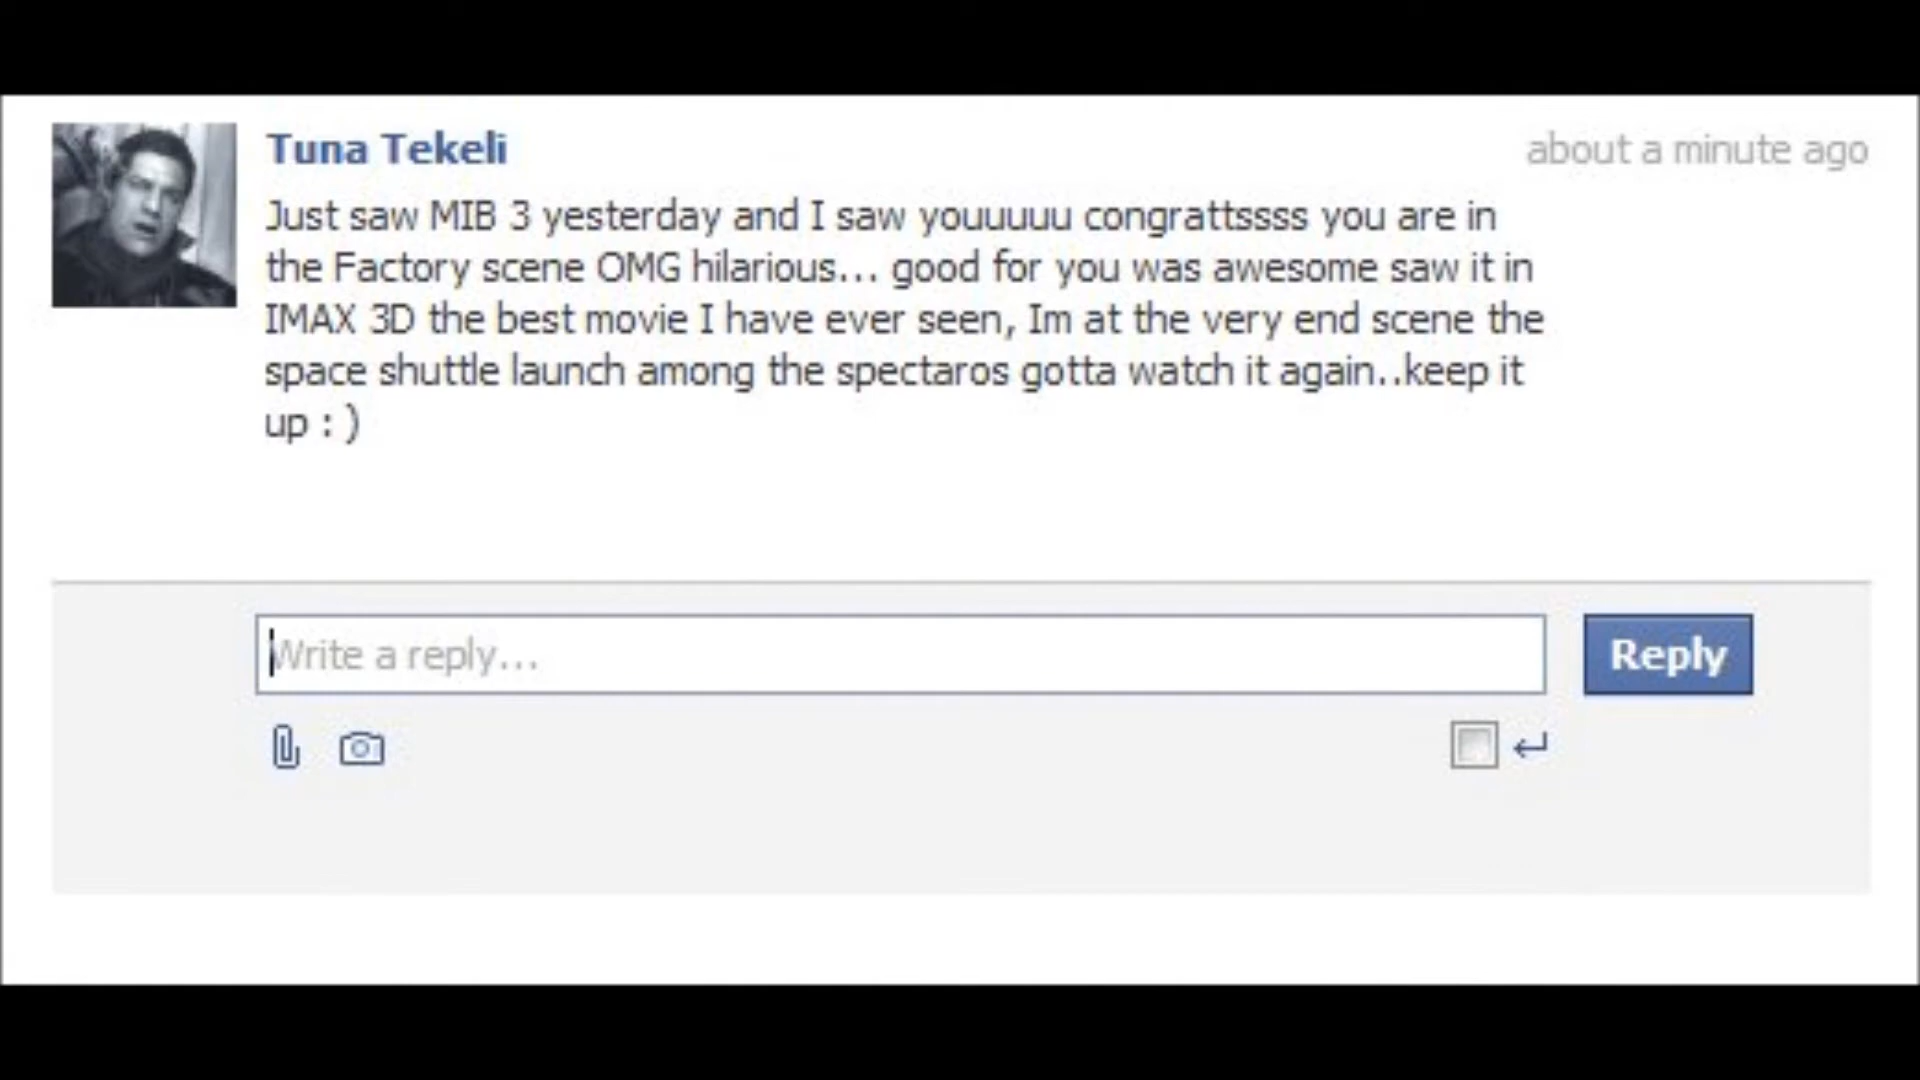 Tuna Tekeli
about a minute ago
Just saw MIB 3 yesterday and I saw youuuuu congrattssss you are in
the Factory scene OMG hilarious... good for you was awesome saw it in
IMAX 3D the best movie I have ever seen, Im at the very end scene the
space shuttle launch among the spectaros gotta watch it again..keep it
up : )
Write a reply...
Reply